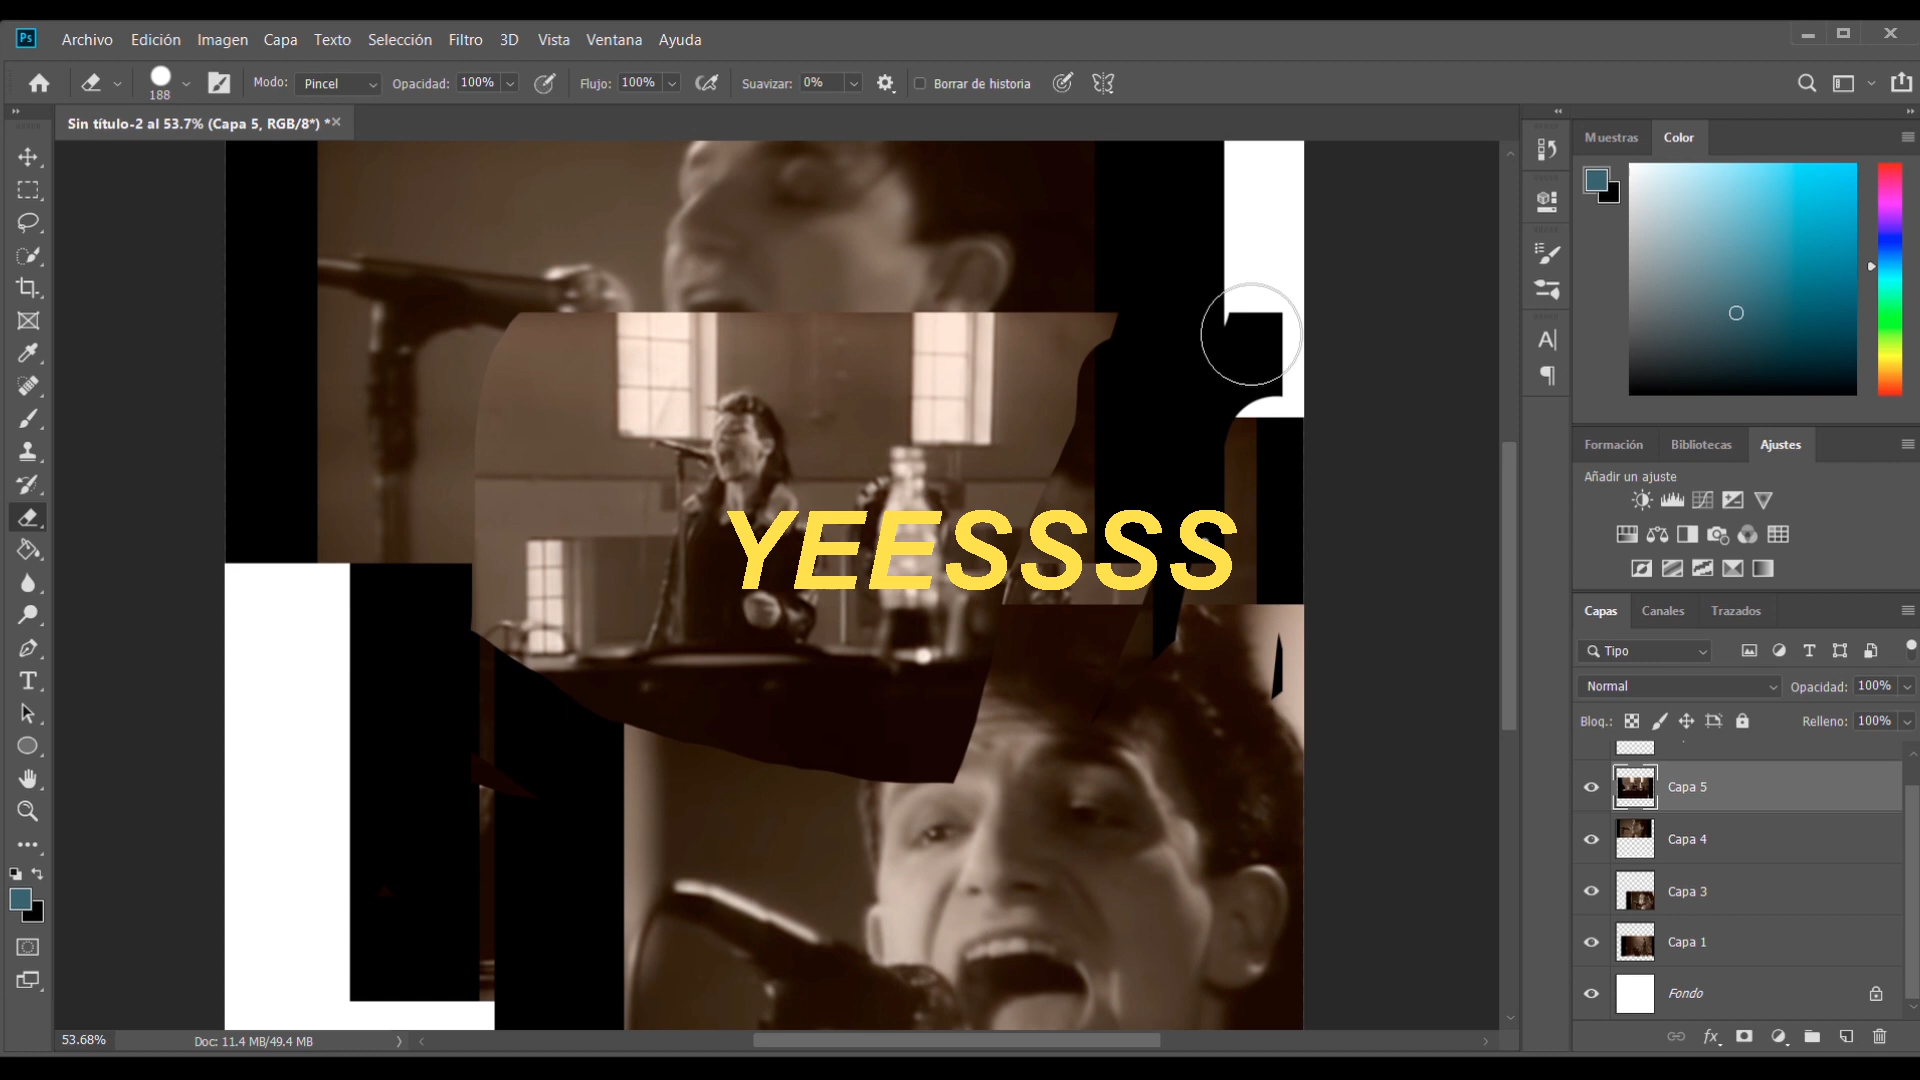 Ps Archivo Edición Imagen Capa Texto Selección Filtro 3D Vista Ventana Ayuda
188 Modo: Pincel Opacidad: 100% Flujo: 100% Suavizar: 0% Borrar de historia
Sin título-2 al 53.7% (Capa 5, RGB/8*) *
Muestras Color
YEESSSS
Formación Bibliotecas Ajustes
Añadir un ajuste
Capas Canales Trazados
Tipo
Normal Opacidad: 100%
Bloq.: Relleno: 100%
Capa 5
Capa 4
Capa 3
Capa 1
Fondo
53.68% Doc: 11.4 MB/49.4 MB